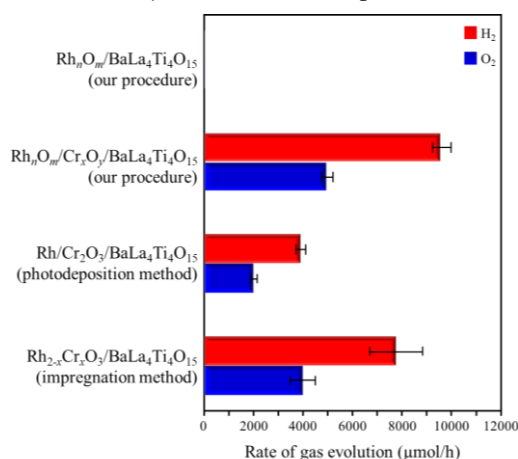 H₂
O₂
RhₙOₘ/BaLa₄Ti₄O₁₅
(our procedure)
RhₙOₘ/CrₓOᵧ/BaLa₄Ti₄O₁₅
(our procedure)
Rh/Cr₂O₃/BaLa₄Ti₄O₁₅
(photodeposition method)
Rh₂₋ₓCrₓO₃/BaLa₄Ti₄O₁₅
(impregnation method)
0 2000 4000 6000 8000 10000 12000
Rate of gas evolution (μmol/h)